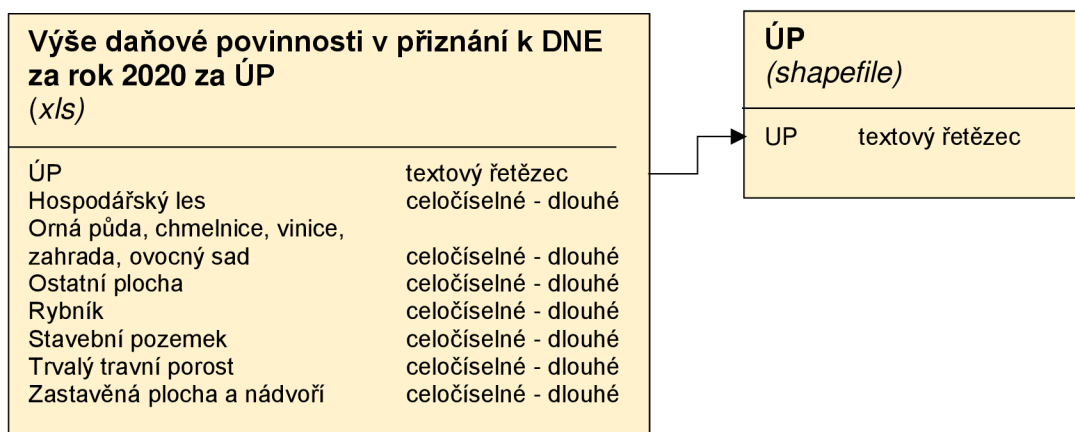 Výše daňové povinnosti v přiznání k DNE
za rok 2020 za ÚP
(xls)
ÚP textový řetězec
Hospodářský les celočíselné - dlouhé
Orná půda, chmelnice, vinice,
zahrada, ovocný sad celočíselné - dlouhé
Ostatní plocha celočíselné - dlouhé
Rybník celočíselné - dlouhé
Stavební pozemek celočíselné - dlouhé
Trvalý travní porost celočíselné - dlouhé
Zastavěná plocha a nádvoří celočíselné - dlouhé
ÚP
(shapefile)
UP textový řetězec